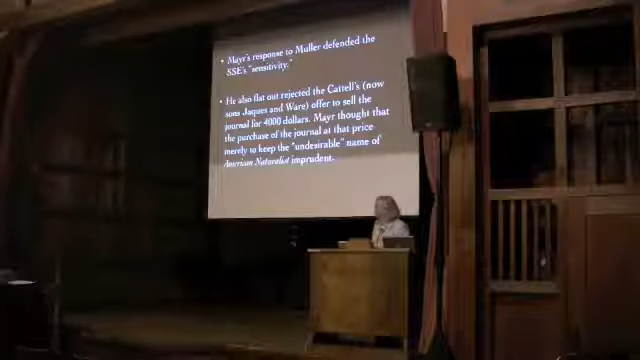 • Mayr's response to Muller defended the
SSE's "sensitivity."
• He also flat out rejected the Cattell's (now
sons Jaques and Ware) offer to sell the
journal for 4000 dollars. Mayr thought that
the purchase of the journal at that price
merely to keep the "undesirable" name of
American Naturalist imprudent.